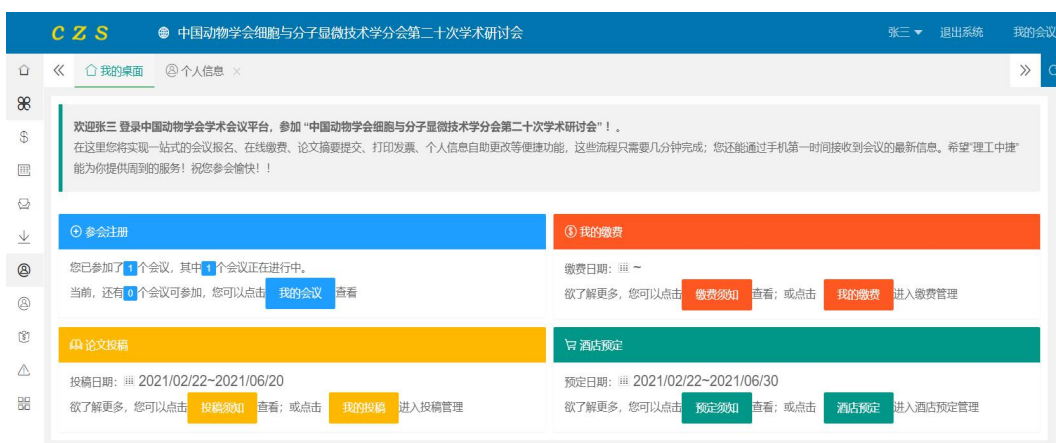 CZS 中国动物学会细胞与分子显微技术学分会第二十次学术研讨会 张三 退出系统 我的会议
我的桌面 个人信息
欢迎张三 登录中国动物学会学术会议平台，参加 “中国动物学会细胞与分子显微技术学分会第二十次学术研讨会”！。
在这里您将实现一站式的会议报名、在线缴费、论文摘要提交、打印发票、个人信息自助更改等便捷功能，这些流程只需要几分钟完成；您还能通过手机第一时间接收到会议的最新信息。希望“理工中捷”
能为你提供周到的服务！祝您参会愉快！！
参会注册
您已参加了 1 个会议，其中 1 个会议正在进行中。
当前，还有 0 个会议可参加，您可以点击 我的会议 查看
我的缴费
缴费日期： ~
欲了解更多，您可以点击 缴费须知 查看；或点击 我的缴费 进入缴费管理
论文投稿
投稿日期： 2021/02/22~2021/06/20
欲了解更多，您可以点击 投稿须知 查看；或点击 我的投稿 进入投稿管理
酒店预定
预定日期： 2021/02/22~2021/06/30
欲了解更多，您可以点击 预定须知 查看；或点击 酒店预定 进入酒店预定管理